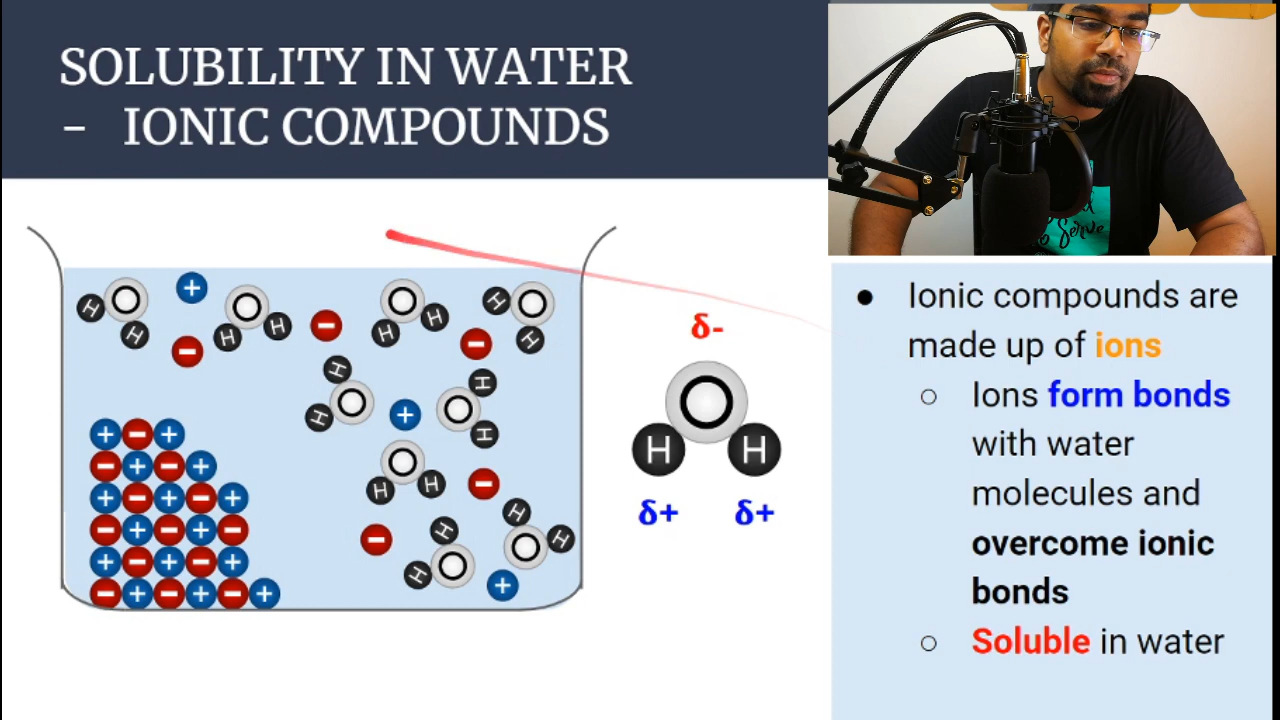 SOLUBILITY IN WATER
- IONIC COMPOUNDS
Serve
● Ionic compounds are
made up of ions
○ Ions form bonds
with water
molecules and
overcome ionic
bonds
○ Soluble in water
H O H
+
O H H
−
−
O H H
−
H O H
H O H
+
O H H
O H H
−
−
H O H
H O H
+
+ − +
− + − +
+ − + − +
− + − + −
+ − + − +
− + − + − +
δ-
O
H H
δ+ δ+